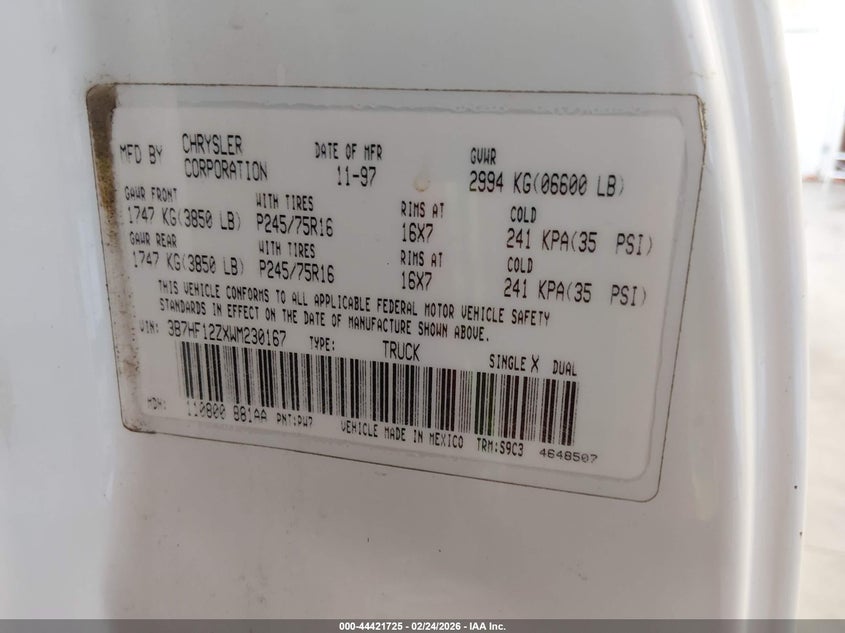 MFD BY CHRYSLER CORPORATION DATE OF MFR 11-97 GVWR 2994 KG(06600 LB)
GAWR FRONT WITH TIRES RIMS AT COLD
1747 KG(3850 LB) P245/75R16 16X7 241 KPA(35 PSI)
GAWR REAR WITH TIRES RIMS AT COLD
1747 KG(3850 LB) P245/75R16 16X7 241 KPA(35 PSI)
THIS VEHICLE CONFORMS TO ALL APPLICABLE FEDERAL MOTOR VEHICLE SAFETY
STANDARDS IN EFFECT ON THE DATE OF MANUFACTURE SHOWN ABOVE.
VIN: 3B7HF12ZXWM230167 TYPE: TRUCK SINGLE X DUAL
MDH: 110800 881AA PNT:PW7 VEHICLE MADE IN MEXICO TRM:S9C3 4648507
000-44421725 - 02/24/2026 - IAA Inc.